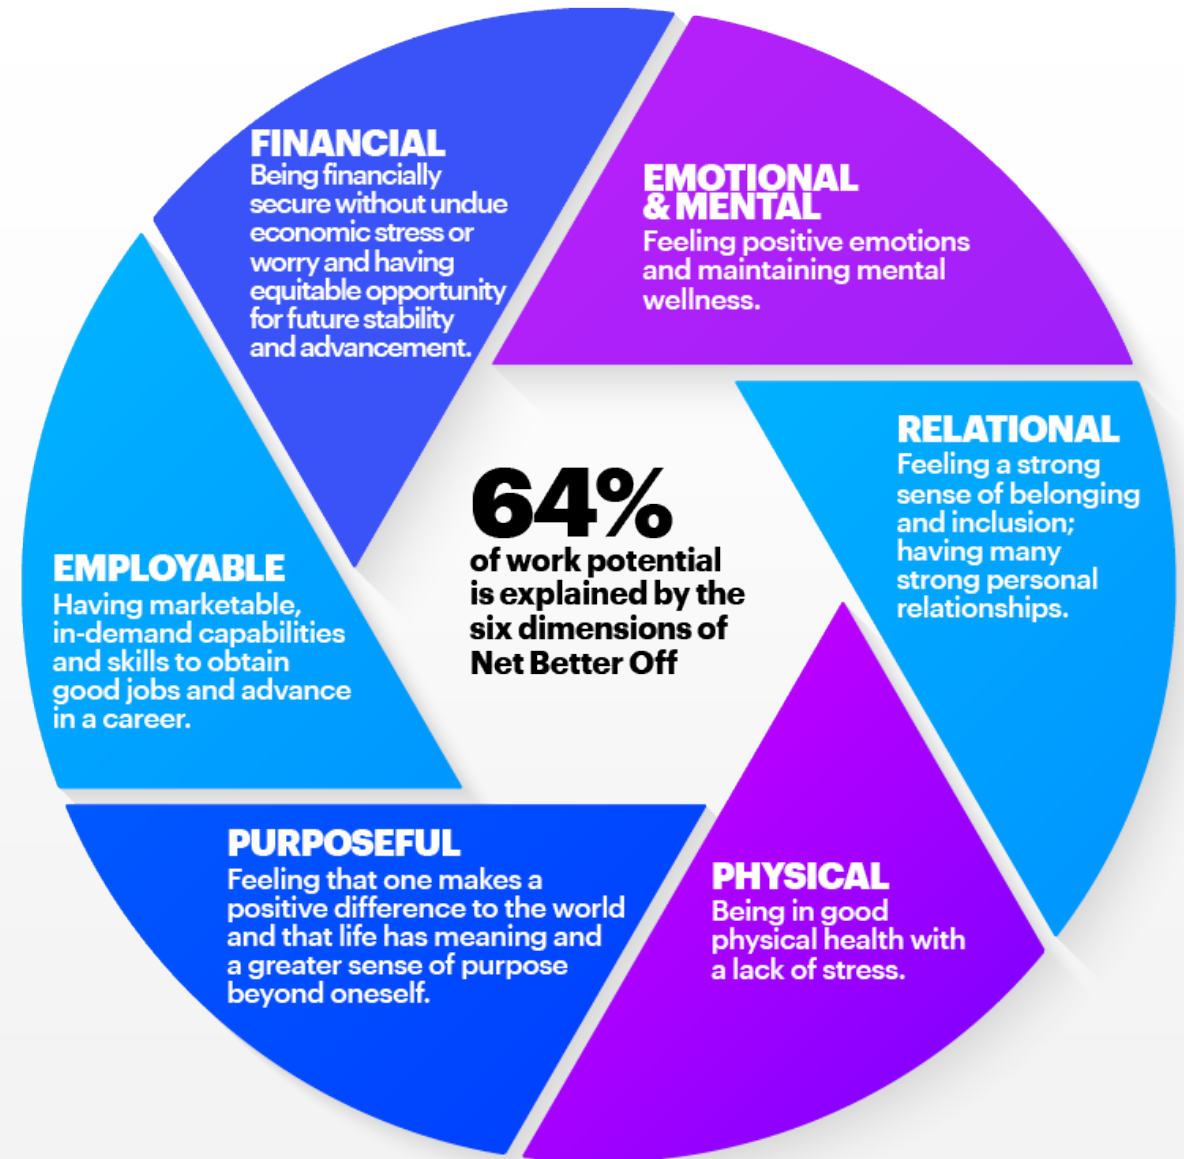 FINANCIAL
Being financially
secure without undue
economic stress or
worry and having
equitable opportunity
for future stability
and advancement.
EMOTIONAL
& MENTAL
Feeling positive emotions
and maintaining mental
wellness.
RELATIONAL
Feeling a strong
sense of belonging
and inclusion;
having many
strong personal
relationships.
64%
of work potential
is explained by the
six dimensions of
Net Better Off
EMPLOYABLE
Having marketable,
in-demand capabilities
and skills to obtain
good jobs and advance
in a career.
PURPOSEFUL
Feeling that one makes a
positive difference to the world
and that life has meaning and
a greater sense of purpose
beyond oneself.
PHYSICAL
Being in good
physical health with
a lack of stress.